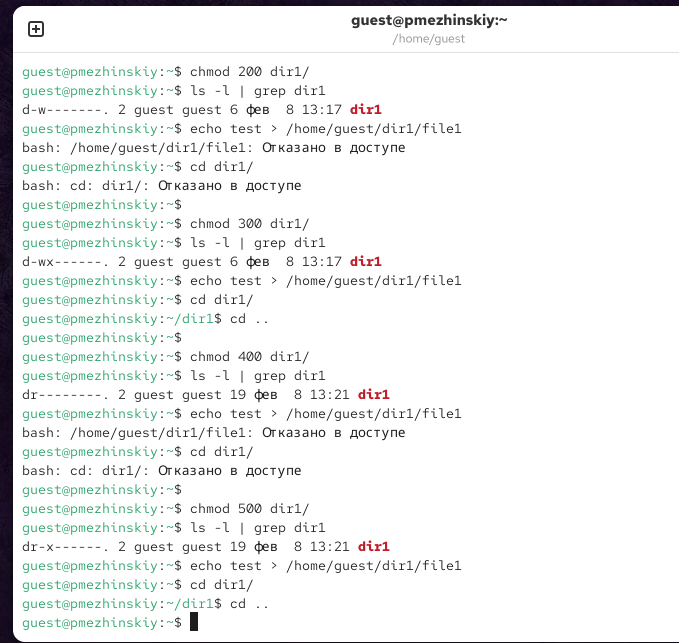 guest@pmezhinskiy:~
/home/guest
guest@pmezhinskiy:~$ chmod 200 dir1/
guest@pmezhinskiy:~$ ls -l | grep dir1
d-w-------. 2 guest guest 6 фев  8 13:17 dir1
guest@pmezhinskiy:~$ echo test > /home/guest/dir1/file1
bash: /home/guest/dir1/file1: Отказано в доступе
guest@pmezhinskiy:~$ cd dir1/
bash: cd: dir1/: Отказано в доступе
guest@pmezhinskiy:~$
guest@pmezhinskiy:~$ chmod 300 dir1/
guest@pmezhinskiy:~$ ls -l | grep dir1
d-wx------. 2 guest guest 6 фев  8 13:17 dir1
guest@pmezhinskiy:~$ echo test > /home/guest/dir1/file1
guest@pmezhinskiy:~$ cd dir1/
guest@pmezhinskiy:~/dir1$ cd ..
guest@pmezhinskiy:~$
guest@pmezhinskiy:~$ chmod 400 dir1/
guest@pmezhinskiy:~$ ls -l | grep dir1
dr--------. 2 guest guest 19 фев  8 13:21 dir1
guest@pmezhinskiy:~$ echo test > /home/guest/dir1/file1
bash: /home/guest/dir1/file1: Отказано в доступе
guest@pmezhinskiy:~$ cd dir1/
bash: cd: dir1/: Отказано в доступе
guest@pmezhinskiy:~$
guest@pmezhinskiy:~$ chmod 500 dir1/
guest@pmezhinskiy:~$ ls -l | grep dir1
dr-x------. 2 guest guest 19 фев  8 13:21 dir1
guest@pmezhinskiy:~$ echo test > /home/guest/dir1/file1
guest@pmezhinskiy:~$ cd dir1/
guest@pmezhinskiy:~/dir1$ cd ..
guest@pmezhinskiy:~$